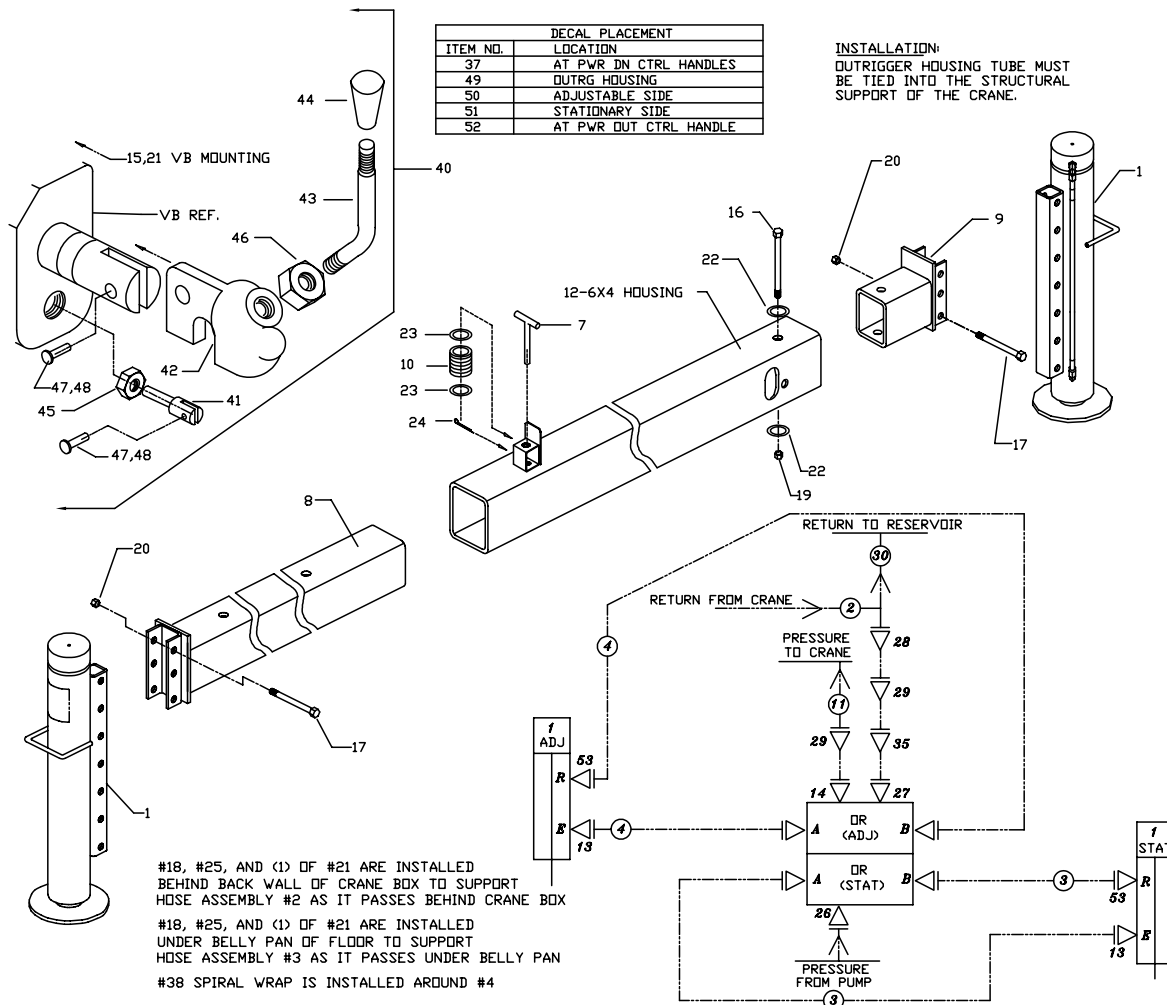 DECAL PLACEMENT
ITEM NO. LOCATION
37 AT PWR DN CTRL HANDLES
49 OUTRG HOUSING
50 ADJUSTABLE SIDE
51 STATIONARY SIDE
52 AT PWR OUT CTRL HANDLE
INSTALLATION:
OUTRIGGER HOUSING TUBE MUST
BE TIED INTO THE STRUCTURAL
SUPPORT OF THE CRANE.
44
15,21 VB MOUNTING
40
43
VB REF.
46
42
47,48
45
41
47,48
16
20
1
9
22
12-6X4 HOUSING
7
23
10
23
24
17
22
19
8
20
17
1
RETURN TO RESERVOIR
30
RETURN FROM CRANE
2
4
PRESSURE
TO CRANE
28
11
29
29
35
1
ADJ
53
R
14
27
E
4
13
A
OR
(ADJ)
B
A
OR
(STAT)
B
3
1
STAT
R
53
26
E
13
PRESSURE
FROM PUMP
3
#18, #25, AND (1) OF #21 ARE INSTALLED
BEHIND BACK WALL OF CRANE BOX TO SUPPORT
HOSE ASSEMBLY #2 AS IT PASSES BEHIND CRANE BOX
#18, #25, AND (1) OF #21 ARE INSTALLED
UNDER BELLY PAN OF FLOOR TO SUPPORT
HOSE ASSEMBLY #3 AS IT PASSES UNDER BELLY PAN
#38 SPIRAL WRAP IS INSTALLED AROUND #4